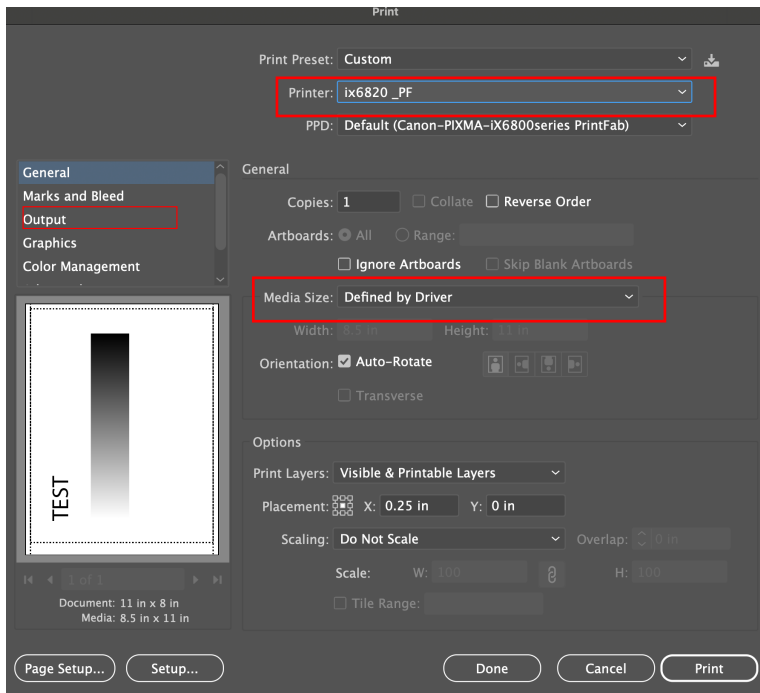 Print
Print Preset: Custom
Printer: ix6820 _PF
PPD: Default (Canon-PIXMA-iX6800series PrintFab)
General
Marks and Bleed
Output
Graphics
Color Management
General
Copies: 1 Collate Reverse Order
Artboards: All Range:
Ignore Artboards Skip Blank Artboards
Media Size: Defined by Driver
Width: 8.5 in Height: 11 in
Orientation: Auto-Rotate
Transverse
Options
Print Layers: Visible & Printable Layers
Placement: X: 0.25 in Y: 0 in
Scaling: Do Not Scale Overlap: 0 in
Scale: W: 100 H: 100
Tile Range:
TEST
1 of 1
Document: 11 in x 8 in
Media: 8.5 in x 11 in
Page Setup... Setup... Done Cancel Print